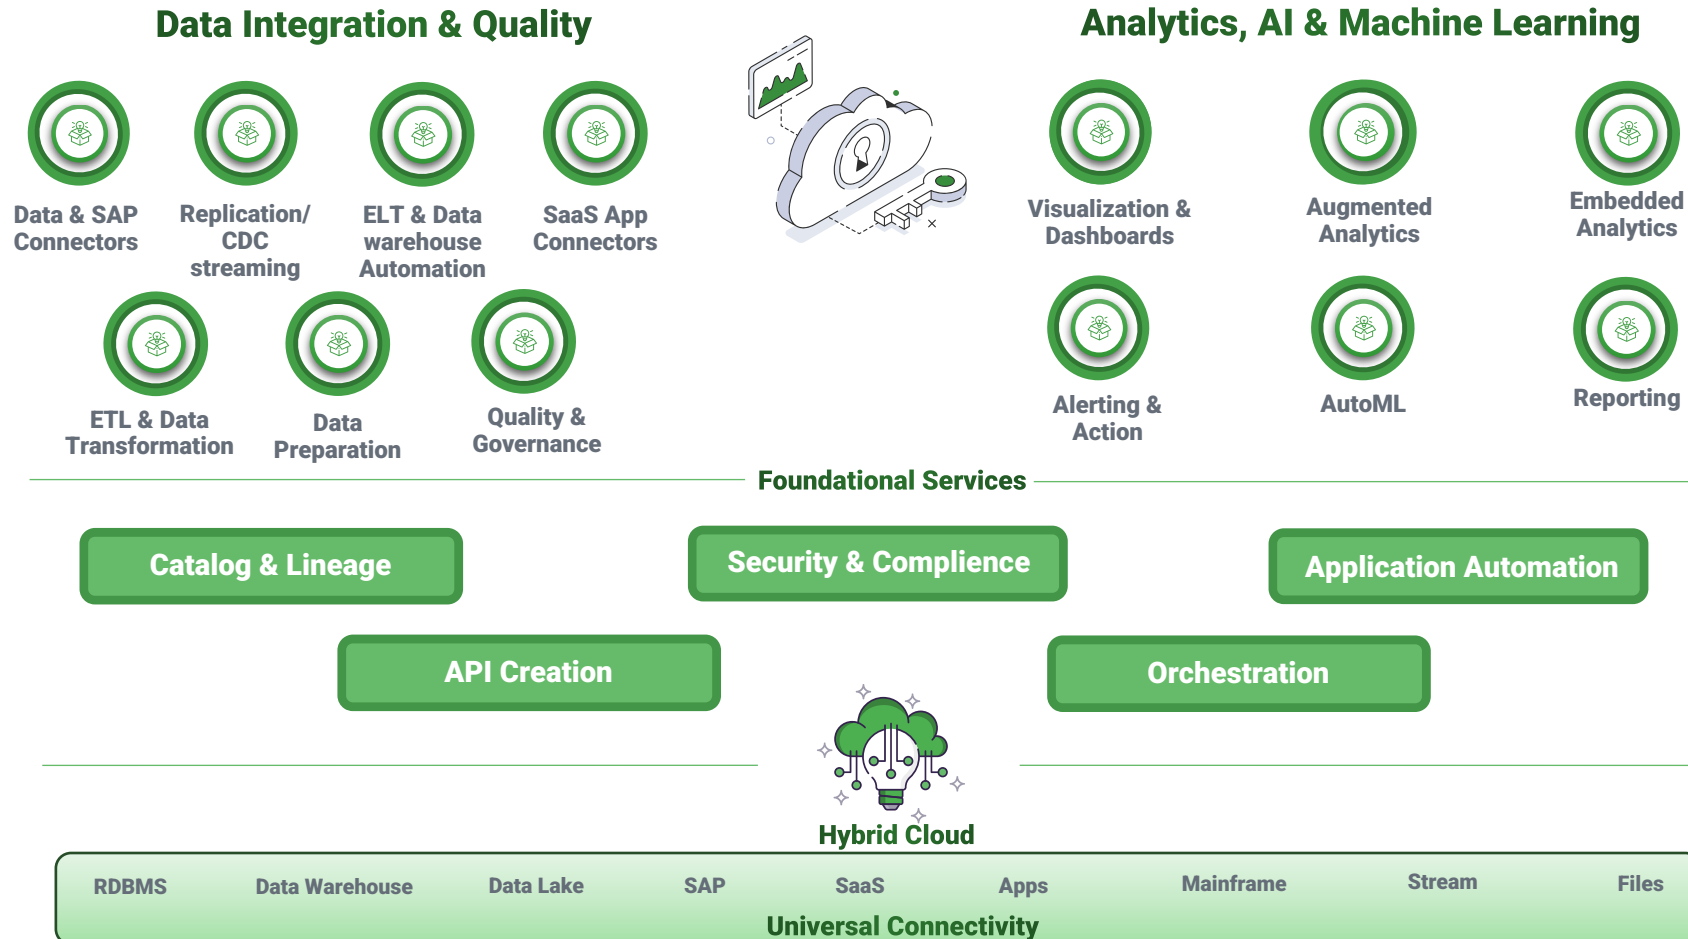 Data Integration & Quality
Analytics, AI & Machine Learning
Data & SAP
Connectors
Replication/
CDC
streaming
ELT & Data
warehouse
Automation
SaaS App
Connectors
Visualization &
Dashboards
Augmented
Analytics
Embedded
Analytics
ETL & Data
Transformation
Data
Preparation
Quality &
Governance
Alerting &
Action
AutoML
Reporting
Foundational Services
Catalog & Lineage
Security & Complience
Application Automation
API Creation
Orchestration
Hybrid Cloud
RDBMS
Data Warehouse
Data Lake
SAP
SaaS
Apps
Mainframe
Stream
Files
Universal Connectivity